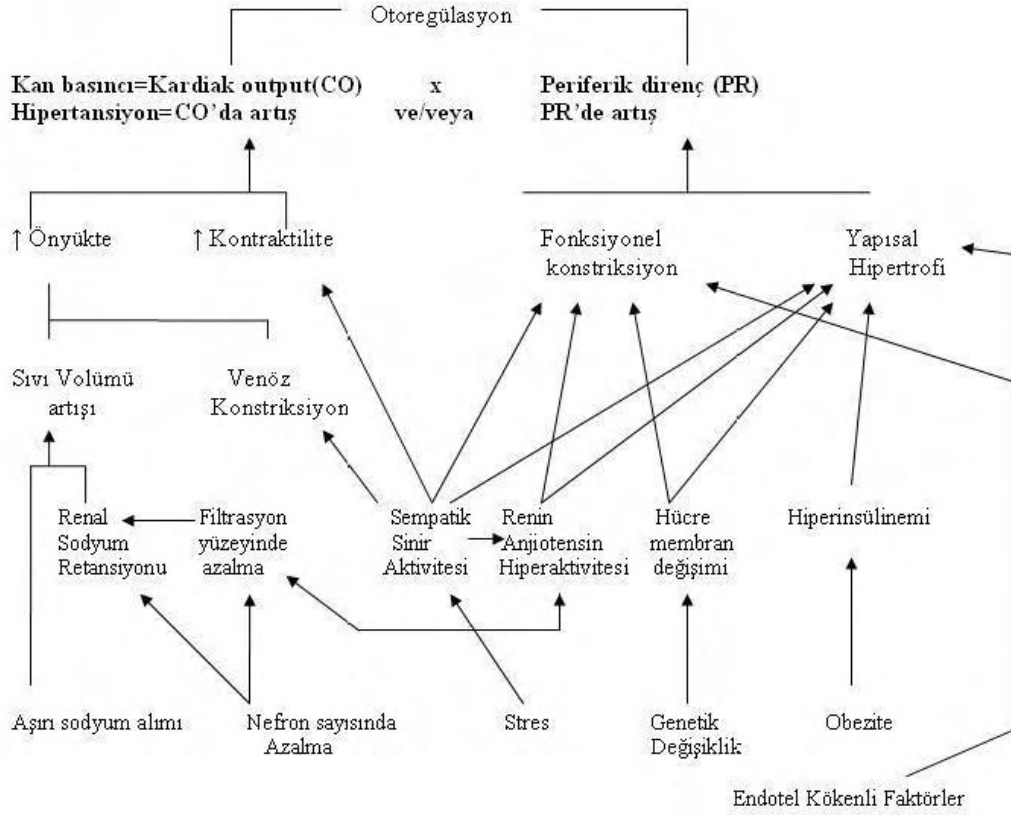 Otoregülasyon
Kan basıncı=Kardiak output(CO) x Periferik direnç (PR)
Hipertansiyon=CO’da artış ve/veya PR’de artış
↑ Önyükte
↑ Kontraktilite
Fonksiyonel
konstriksiyon
Yapısal
Hipertrofi
Sıvı Volümü
artışı
Venöz
Konstriksiyon
Renal
Sodyum
Retansiyonu
Filtrasyon
yüzeyinde
azalma
Sempatik
Sinir
Aktivitesi
Renin
Anjiotensin
Hiperaktivitesi
Hücre
membran
değişimi
Hiperinsülinemi
Aşırı sodyum alımı
Nefron sayısında
Azalma
Stres
Genetik
Değişiklik
Obezite
Endotel Kökenli Faktörler